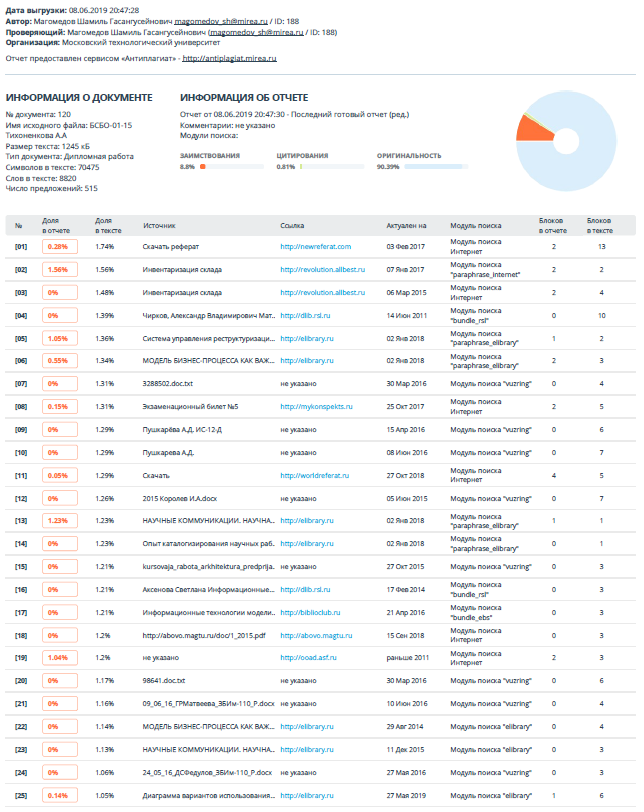 Дата выгрузки: 08.06.2019 20:47:28
Автор: Магомедов Шамиль Гасангусейнович magomedov_sh@mirea.ru / ID: 188
Проверяющий: Магомедов Шамиль Гасангусейнович (magomedov_sh@mirea.ru / ID: 188)
Организация: Московский технологический университет
Отчет предоставлен сервисом «Антиплагиат» - http://antiplagiat.mirea.ru
ИНФОРМАЦИЯ О ДОКУМЕНТЕ
№ документа: 120
Имя исходного файла: БСБО-01-15
Тихоненкова А.А
Размер текста: 1245 кБ
Тип документа: Дипломная работа
Символов в тексте: 70475
Слов в тексте: 8820
Число предложений: 515
ИНФОРМАЦИЯ ОБ ОТЧЕТЕ
Отчет от 08.06.2019 20:47:30 - Последний готовый отчет (ред.)
Комментарии: не указано
Модули поиска:
ЗАИМСТВОВАНИЯ ЦИТИРОВАНИЯ ОРИГИНАЛЬНОСТЬ
8.8% 0.81% 90.39%
№ Доля в отчете Доля в тексте Источник Ссылка Актуален на Модуль поиска Блоков в отчете Блоков в тексте
[01] 0.28% 1.74% Скачать реферат http://newreferat.com 03 Фев 2017 Модуль поиска Интернет 2 13
[02] 1.56% 1.56% Инвентаризация склада http://revolution.allbest.ru 07 Янв 2017 Модуль поиска "paraphrase_internet" 2 2
[03] 0% 1.48% Инвентаризация склада http://revolution.allbest.ru 06 Мар 2015 Модуль поиска Интернет 2 4
[04] 0% 1.39% Чирков, Александр Владимирович Мат.. http://dlib.rsl.ru 14 Июн 2011 Модуль поиска "bundle_rsl" 0 10
[05] 1.05% 1.36% Система управления реструктуризаци... http://elibrary.ru 02 Янв 2018 Модуль поиска "paraphrase_elibrary" 1 2
[06] 0.55% 1.34% МОДЕЛЬ БИЗНЕС-ПРОЦЕССА КАК ВАЖ... http://elibrary.ru 02 Янв 2018 Модуль поиска "paraphrase_elibrary" 2 3
[07] 0% 1.31% 3288502.doc.txt не указано 30 Мар 2016 Модуль поиска "vuzring" 0 4
[08] 0.15% 1.31% Экзаменационный билет №5 http://mykonspekts.ru 25 Окт 2017 Модуль поиска Интернет 2 5
[09] 0% 1.29% Пушкарёва А.Д. ИС-12-Д не указано 15 Апр 2016 Модуль поиска "vuzring" 0 6
[10] 0% 1.29% Пушкарева А.Д. не указано 08 Июн 2016 Модуль поиска "vuzring" 0 7
[11] 0.05% 1.29% Скачать http://worldreferat.ru 27 Окт 2018 Модуль поиска Интернет 4 5
[12] 0% 1.26% 2015 Королев И.А.docx не указано 05 Июн 2015 Модуль поиска "vuzring" 0 7
[13] 1.23% 1.23% НАУЧНЫЕ КОММУНИКАЦИИ. НАУЧНА... http://elibrary.ru 02 Янв 2018 Модуль поиска "paraphrase_elibrary" 1 1
[14] 0% 1.23% Опыт каталогизирования научных раб.. http://elibrary.ru 02 Янв 2018 Модуль поиска "paraphrase_elibrary" 0 1
[15] 0% 1.21% kursovaja_rabota_arkhitektura_predprija.. не указано 27 Окт 2015 Модуль поиска "vuzring" 0 3
[16] 0% 1.21% Аксенова Светлана Информационные... http://dlib.rsl.ru 17 Фев 2014 Модуль поиска "bundle_rsl" 0 3
[17] 0% 1.21% Информационные технологии модели.. http://biblioclub.ru 21 Апр 2016 Модуль поиска "bundle_ebs" 0 3
[18] 0% 1.2% http://abovo.magtu.ru/doc/1_2015.pdf http://abovo.magtu.ru 15 Сен 2018 Модуль поиска Интернет 0 3
[19] 1.04% 1.2% не указано http://ooad.asf.ru раньше 2011 Модуль поиска Интернет 2 3
[20] 0% 1.17% 98641.doc.txt не указано 30 Мар 2016 Модуль поиска "vuzring" 0 6
[21] 0% 1.16% 09_06_16_ГРМатвеева_ЗБИм-110_Р.docx не указано 10 Июн 2016 Модуль поиска "vuzring" 0 4
[22] 0% 1.14% МОДЕЛЬ БИЗНЕС-ПРОЦЕССА КАК ВАЖ... http://elibrary.ru 29 Авг 2014 Модуль поиска "elibrary" 0 4
[23] 0% 1.13% НАУЧНЫЕ КОММУНИКАЦИИ. НАУЧНА... http://elibrary.ru 11 Дек 2015 Модуль поиска "elibrary" 0 3
[24] 0% 1.06% 24_05_16_ДСФедулов_ЗБИм-110_Р.docx не указано 27 Мая 2016 Модуль поиска "vuzring" 0 3
[25] 0.14% 1.05% Диаграмма вариантов использования... http://elibrary.ru 27 Мая 2019 Модуль поиска "elibrary" 1 6